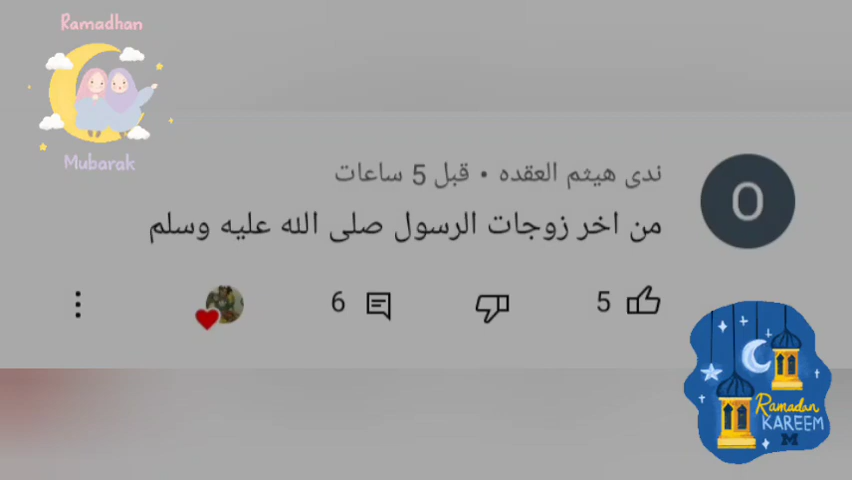 Ramadhan
Mubarak
ندى هيثم العقده • قبل 5 ساعات
من اخر زوجات الرسول صلى الله عليه وسلم
O
5
6
Ramadan
KAREEM
M